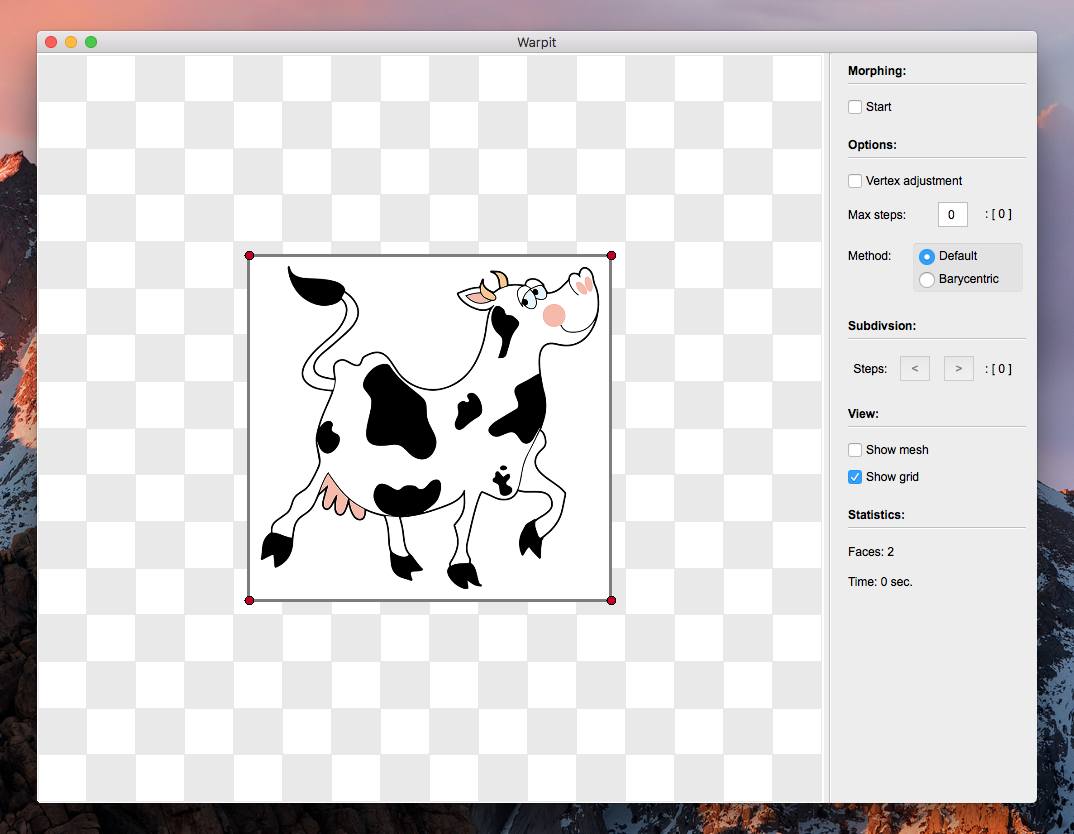 Warpit
Morphing:
Start
Options:
Vertex adjustment
Max steps: 0 : [ 0 ]
Method: Default
Barycentric
Subdivsion:
Steps: < > : [ 0 ]
View:
Show mesh
Show grid
Statistics:
Faces: 2
Time: 0 sec.